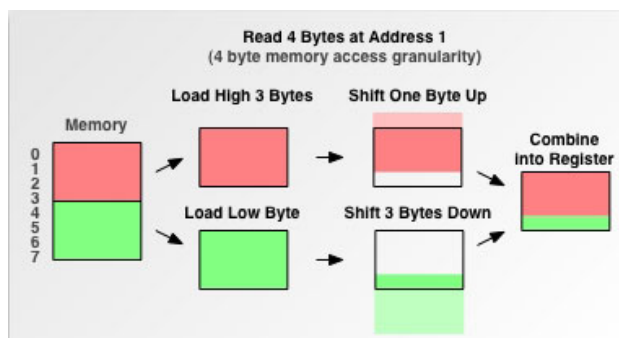 Read 4 Bytes at Address 1
(4 byte memory access granularity)
Load High 3 Bytes
Shift One Byte Up
Memory
Combine
into Register
0
1
2
3
4
5
6
7
Load Low Byte
Shift 3 Bytes Down